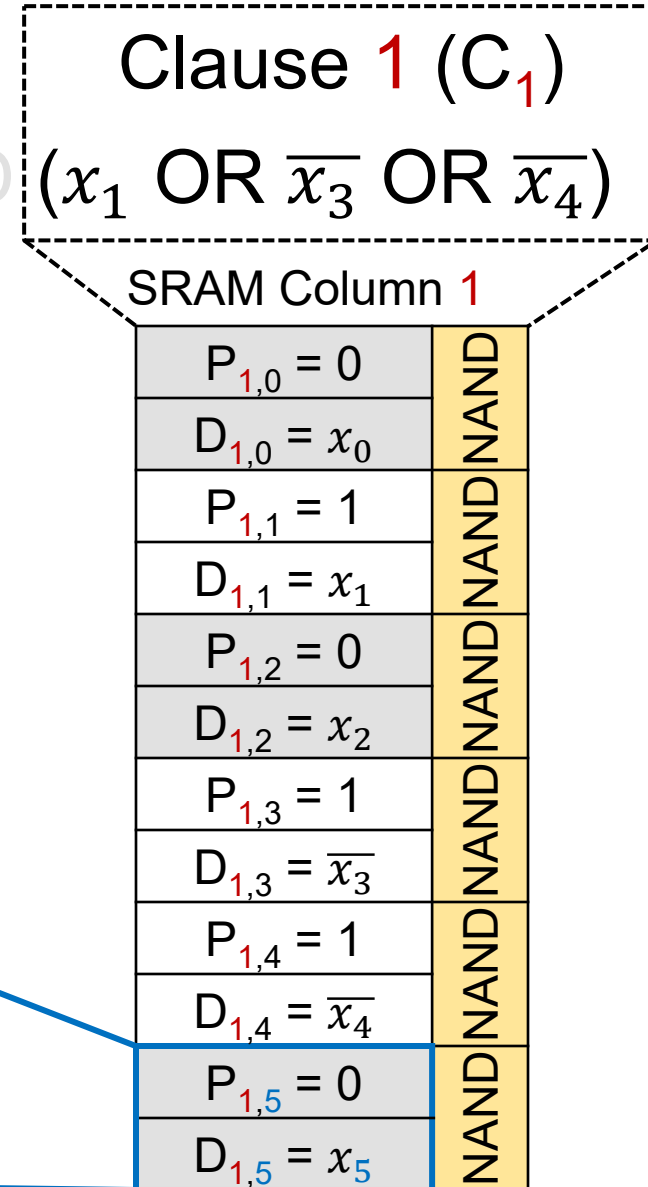 Clause 1 (C₁)
(x₁ OR x̅₃ OR x̅₄)
SRAM Column 1
P₁,₀ = 0
NAND
D₁,₀ = x₀
P₁,₁ = 1
NAND
D₁,₁ = x₁
P₁,₂ = 0
NAND
D₁,₂ = x₂
P₁,₃ = 1
NAND
D₁,₃ = x̅₃
P₁,₄ = 1
NAND
D₁,₄ = x̅₄
P₁,₅ = 0
NAND
D₁,₅ = x₅